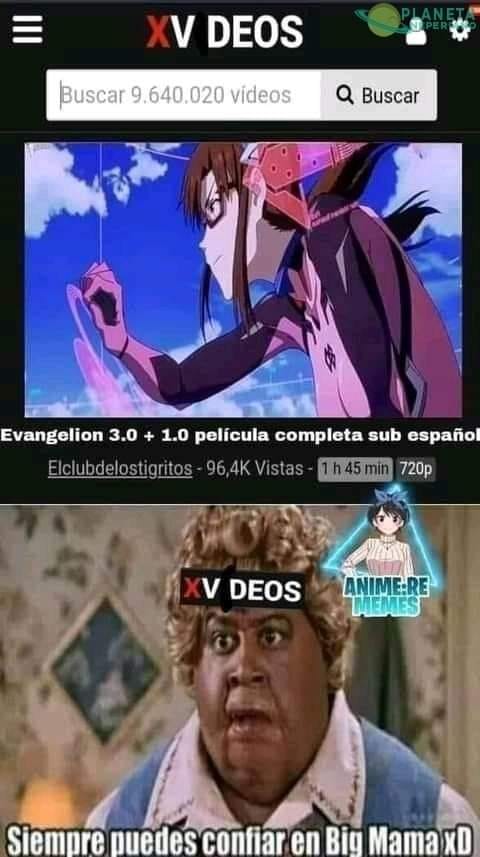 PLANETA
XV DEOS
Buscar 9.640.020 vídeos
Buscar
Evangelion 3.0 + 1.0 película completa sub español
Elclubdelostigritos - 96,4K Vistas - 1 h 45 min 720p
XV DEOS
ANIME:RE
MEMES
Siempre puedes confiar en Big Mama xD